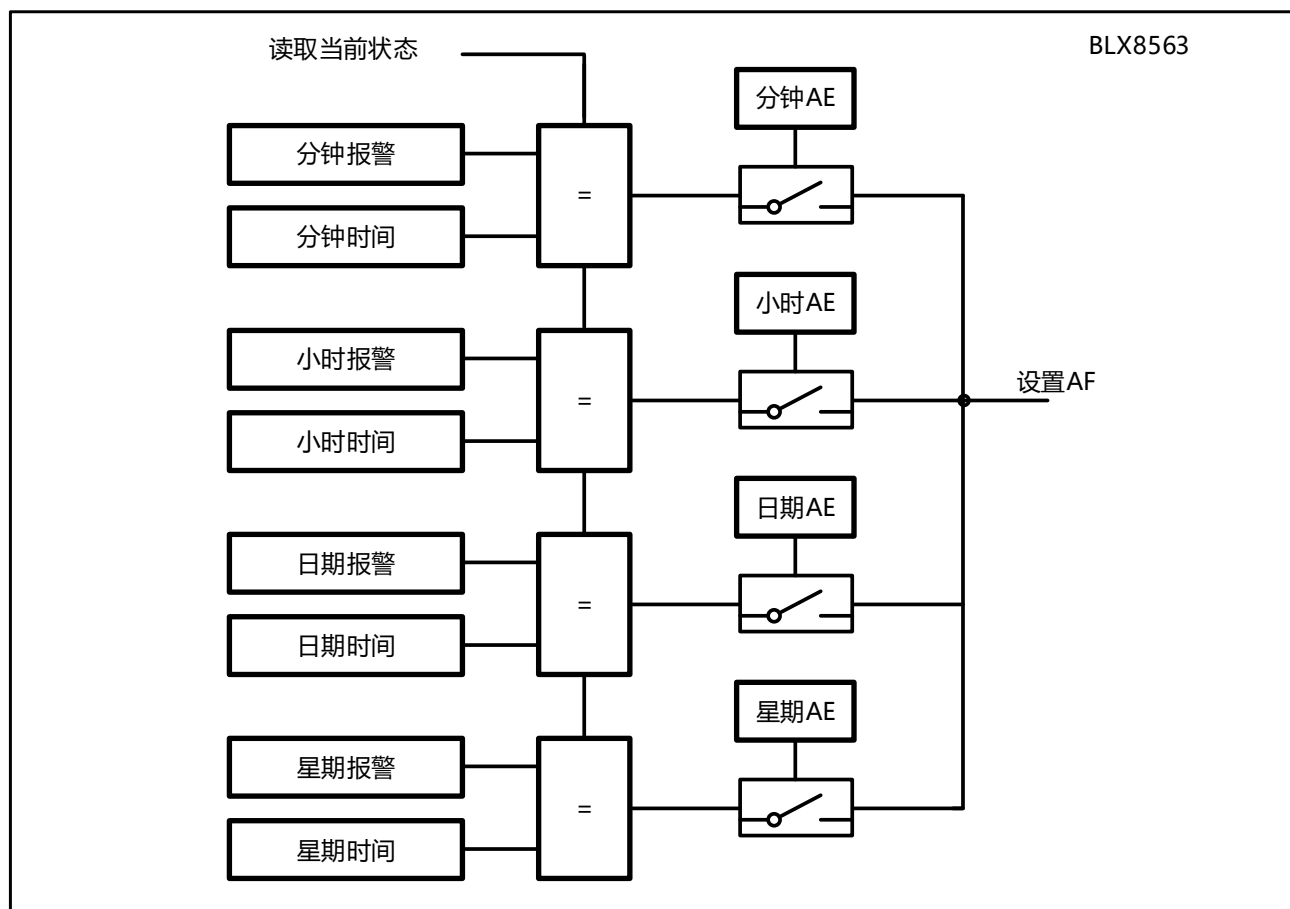 读取当前状态
BLX8563
分钟AE
分钟报警
=
分钟时间
小时AE
小时报警
=
小时时间
设置AF
日期AE
日期报警
=
日期时间
星期AE
星期报警
=
星期时间